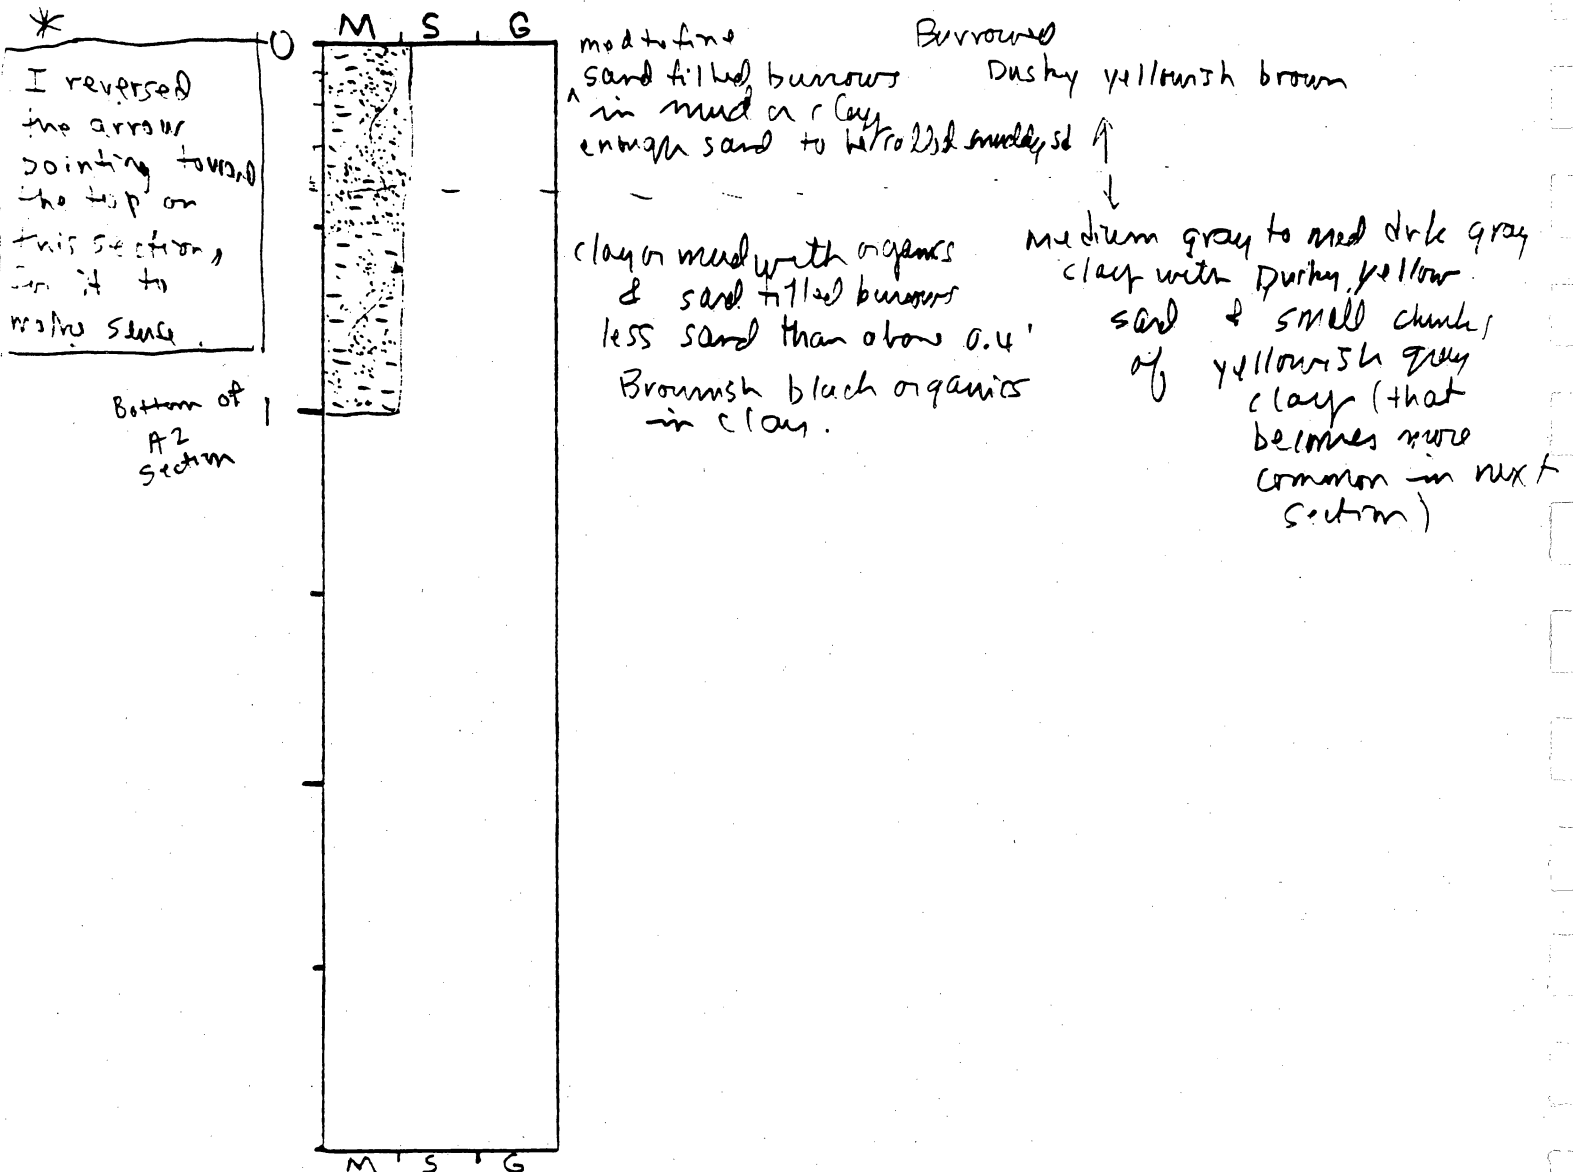 *
I reversed
the arrow
pointing toward
the top on
this section,
for it to
make sense.
0
M S G
med to fine
^ sand filled burrows
in mud or clay
enough sand to be called muddy sd
Burrowed
Dusky yellowish brown
clay or mud with organics
& sand filled burrows
less sand than above 0.4'
Brownish black organics
in clay.
Medium gray to med drk gray
clay with Dusky yellow
sand & small chunks
of yellowish gray
clay (that
becomes more
common in next
section)
Bottom of
A2
section
1
M S G